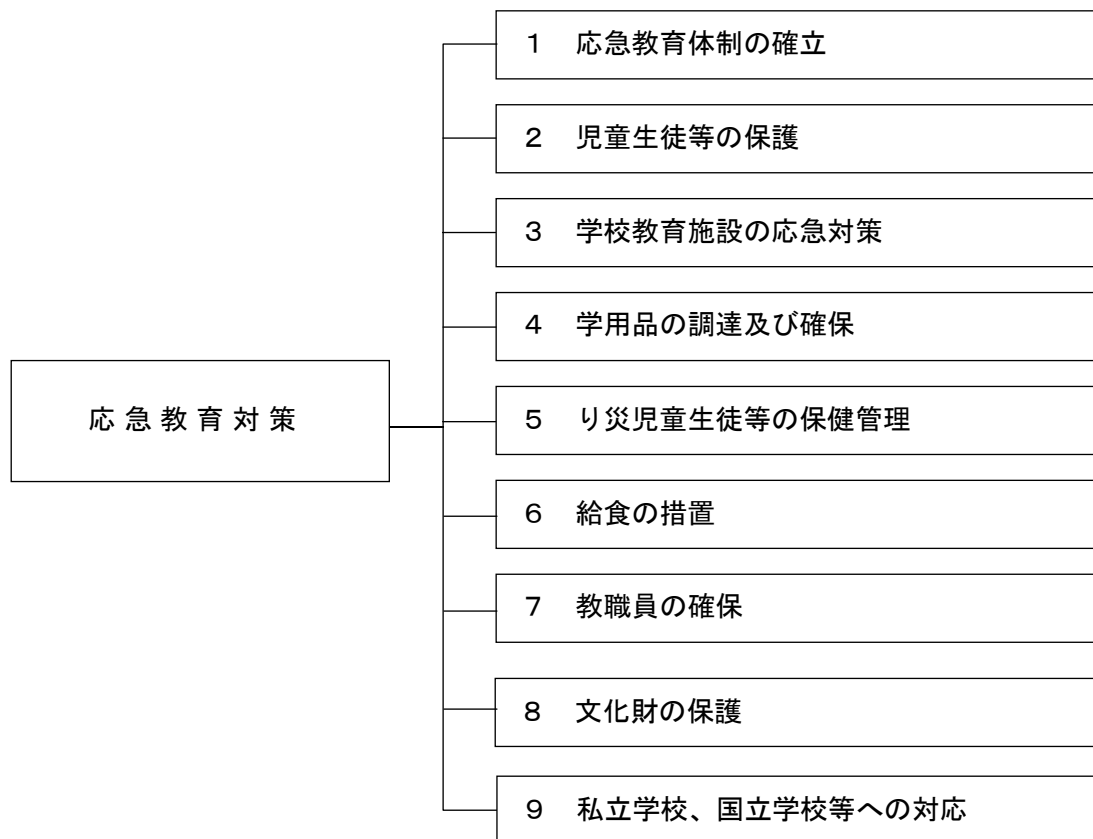 1 応急教育体制の確立
2 児童生徒等の保護
3 学校教育施設の応急対策
4 学用品の調達及び確保
応急教育対策
5 り災児童生徒等の保健管理
6 給食の措置
7 教職員の確保
8 文化財の保護
9 私立学校、国立学校等への対応